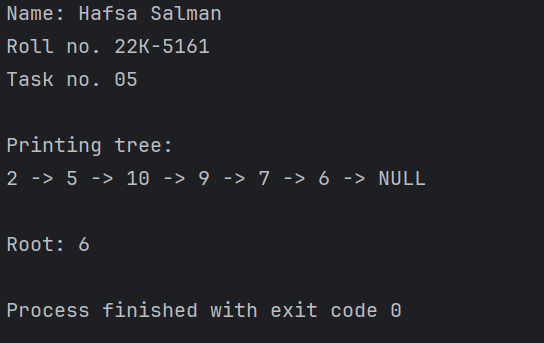 Name: Hafsa Salman
Roll no. 22K-5161
Task no. 05
Printing tree:
2 -> 5 -> 10 -> 9 -> 7 -> 6 -> NULL
Root: 6
Process finished with exit code 0